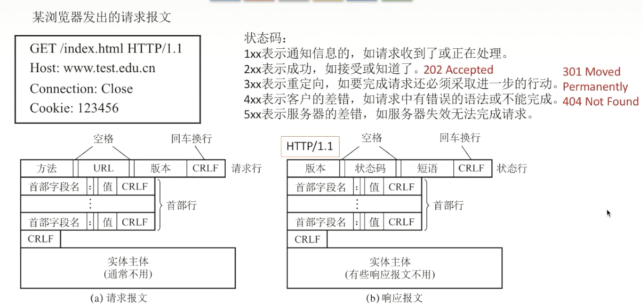 某浏览器发出的请求报文
GET /index.html HTTP/1.1
Host: www.test.edu.cn
Connection: Close
Cookie: 123456
状态码：
1xx表示通知信息的，如请求收到了或正在处理。
2xx表示成功，如接受或知道了。202 Accepted
3xx表示重定向，如要完成请求还必须采取进一步的行动。
4xx表示客户的差错，如请求中有错误的语法或不能完成。
5xx表示服务器的差错，如服务器失效无法完成请求。
301 Moved
Permanently
404 Not Found
空格 回车换行
方法 URL 版本 CRLF 请求行
首部字段名 : 值 CRLF
⋮ 首部行
首部字段名 : 值 CRLF
CRLF
实体主体
(通常不用)
(a) 请求报文
HTTP/1.1 空格 回车换行
版本 状态码 短语 CRLF 状态行
首部字段名 : 值 CRLF
⋮ 首部行
首部字段名 : 值 CRLF
CRLF
实体主体
(有些响应报文不用)
(b) 响应报文